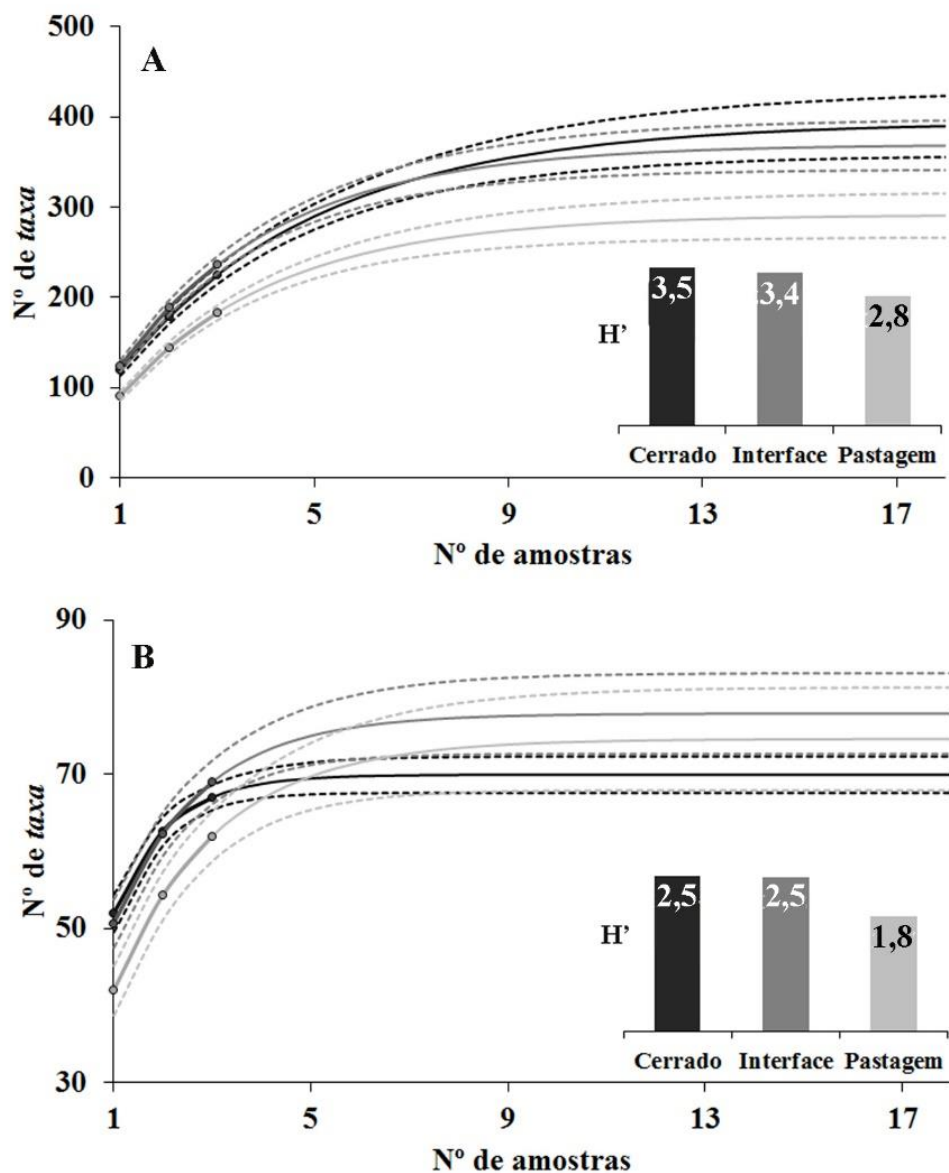 500
A
400
Nº de taxa
300
200
100
0
3,5
3,4
2,8
H’
Cerrado Interface Pastagem
1 5 9 13 17
Nº de amostras
90
B
70
Nº de taxa
50
30
2,5
2,5
1,8
H’
Cerrado Interface Pastagem
1 5 9 13 17
Nº de amostras